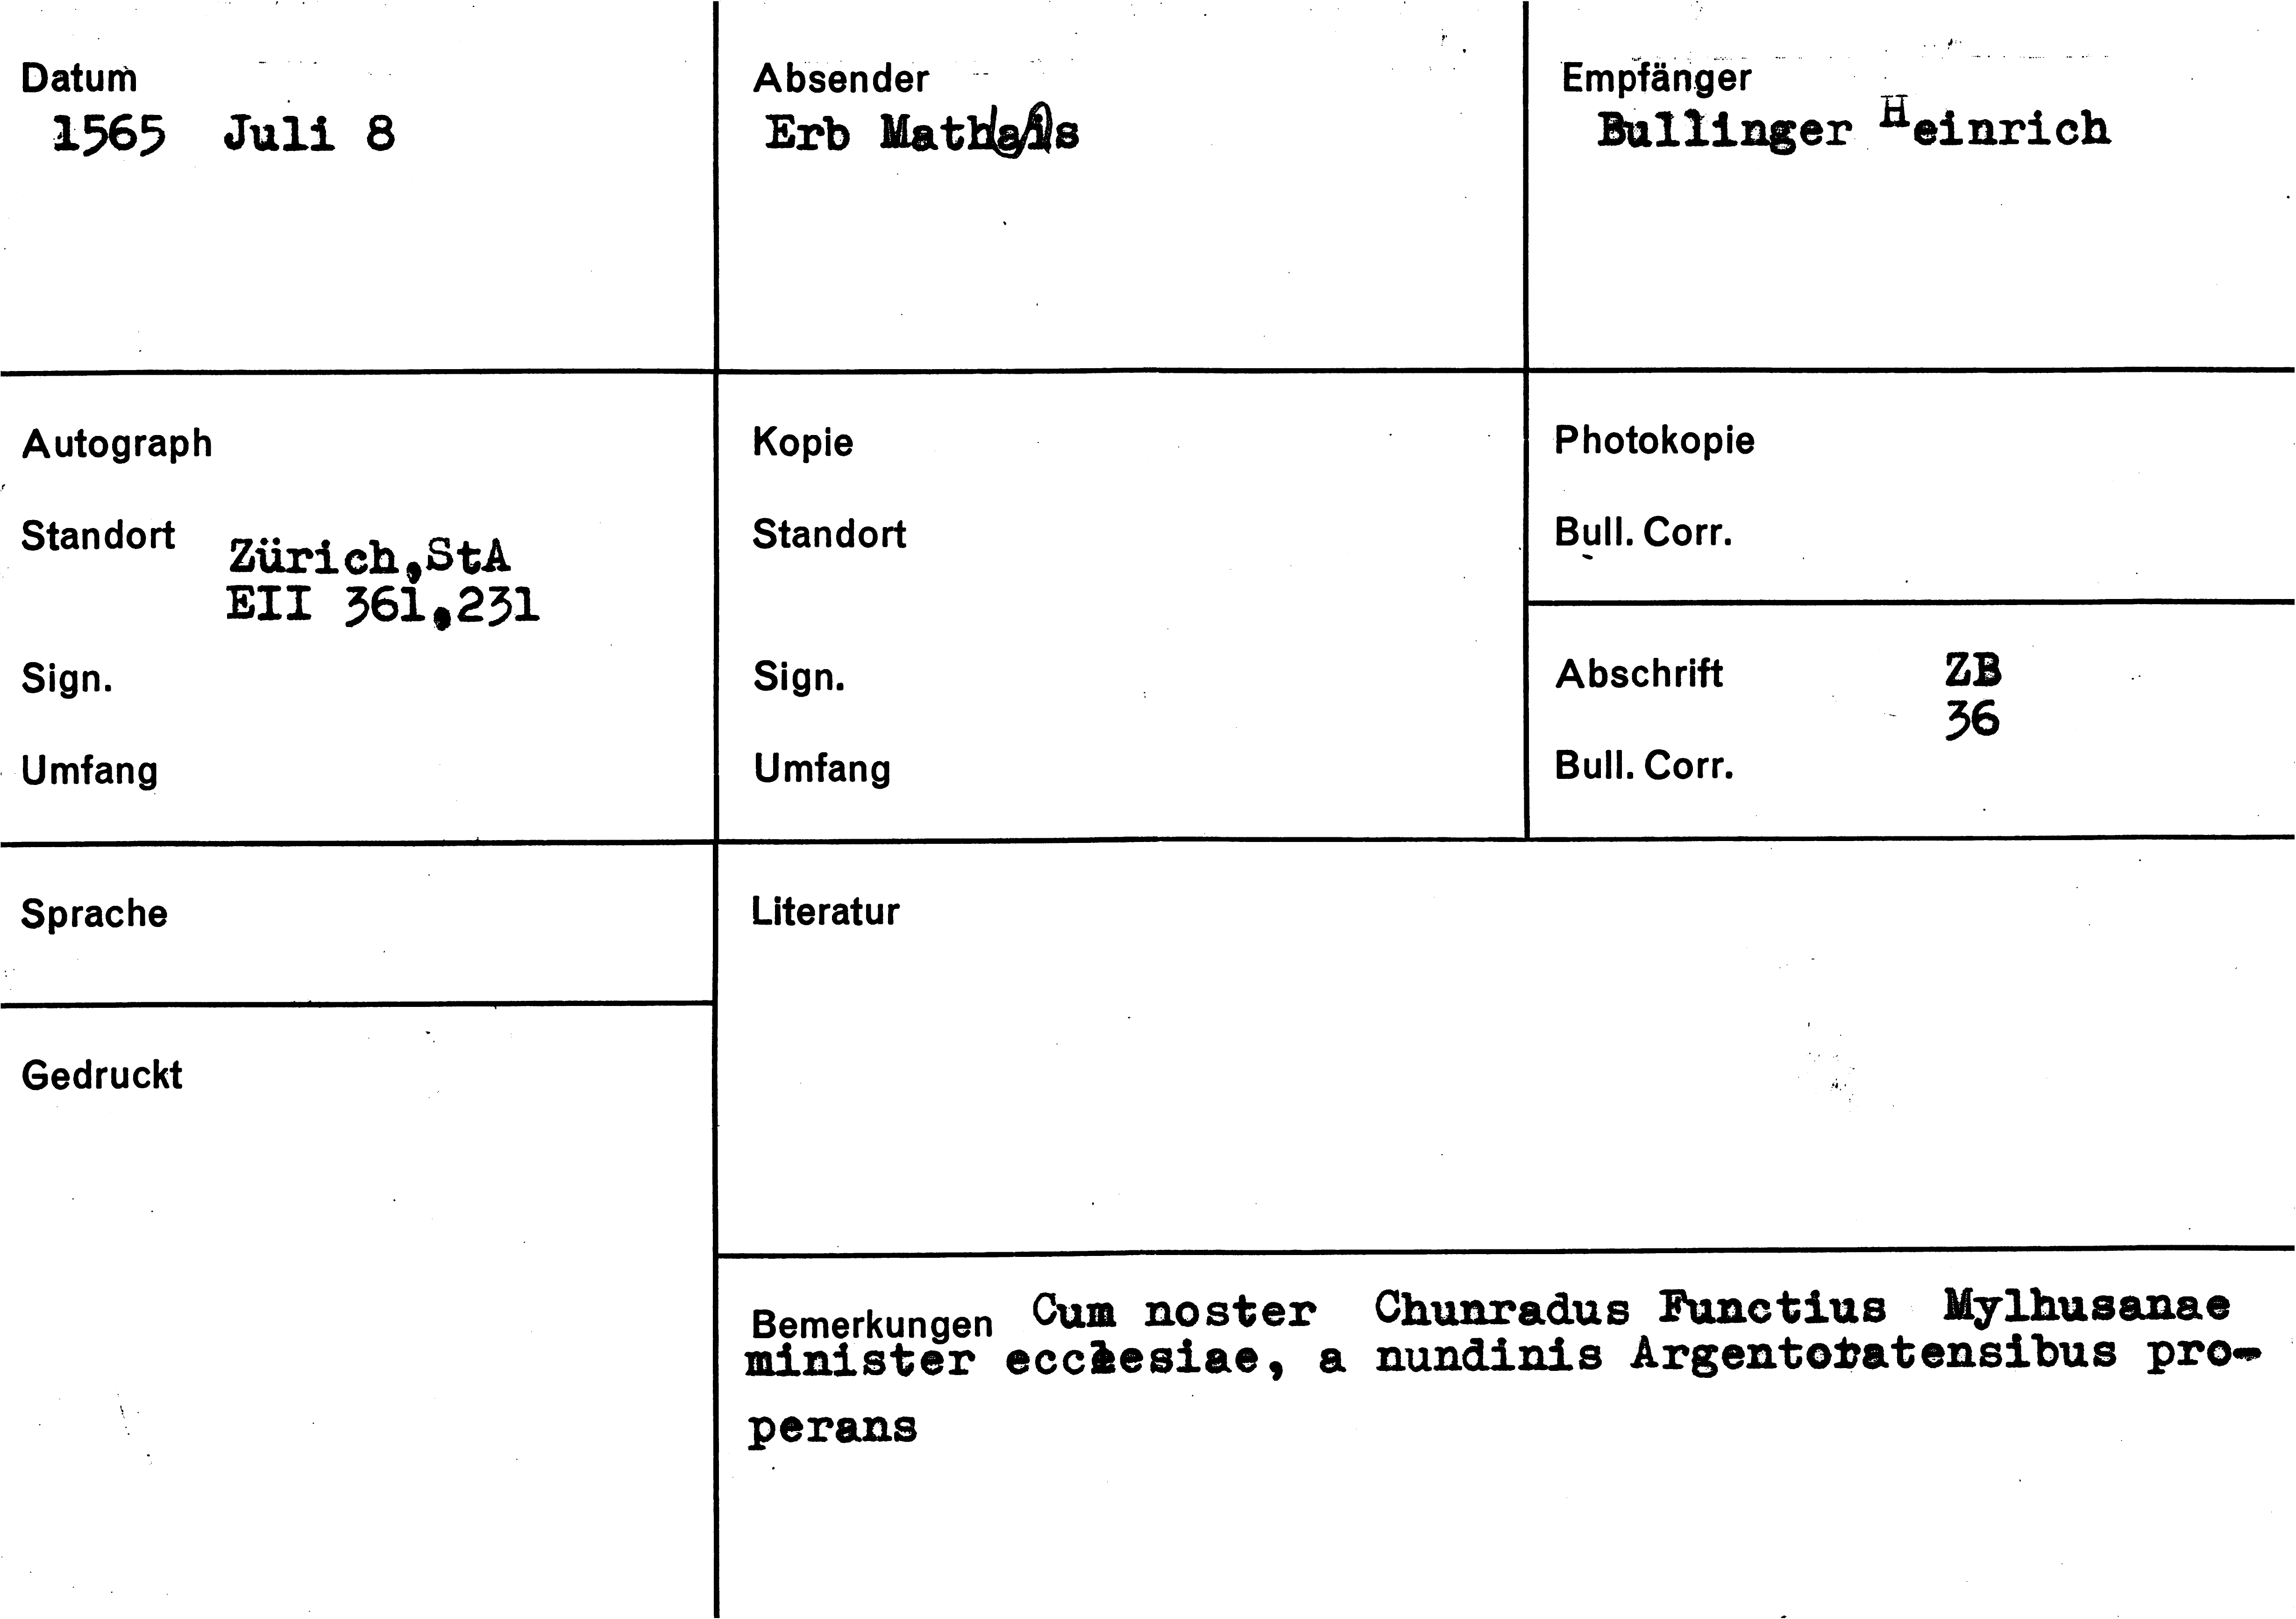 Datum
1565 Juli 8
Absender
Erb
Empfänger
Bullinger Heinrich
Autograph
Standort Zürich,StA
EII 361,231
Sign.
Umfang
Kopie
Standort
Sign.
Umfang
Photokopie
Bull. Corr.
Abschrift ZB
36
Bull. Corr.
Sprache
Literatur
Gedruckt
Bemerkungen Cum noster Chunradus Functius Mylhusanae
minister ecclesiae, a nundinis Argentoratensibus pro-
perans